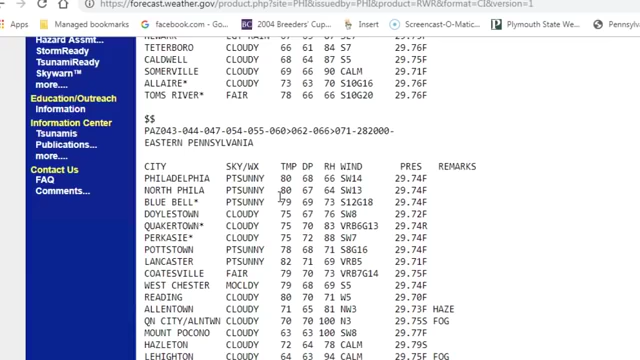 https://forecast.weather.gov/product.php?site=PHI&issuedby=PHI&product=RWR&format=CI&version=1
YouTube facebook.com - Goog 2004 Breeders' Cup Insert Screencast-O-Matic Plymouth State Wea
TETERBORO CLOUDY 66 61 84 S7 29.76F
CALDWELL CLOUDY 68 64 87 S5 29.75F
SOMERVILLE CLOUDY 69 66 90 CALM 29.71F
ALLAIRE* CLOUDY 73 63 70 S10G16 29.76F
TOMS RIVER* FAIR 78 66 66 S10G20 29.76F
$$
PAZ043-044-047-054-055-060>062-066>071-282000-
EASTERN PENNSYLVANIA
CITY SKY/WX TMP DP RH WIND PRES REMARKS
PHILADELPHIA PTSUNNY 80 68 66 SW14 29.74F
NORTH PHILA PTSUNNY 80 67 64 SW13 29.74F
BLUE BELL* PTSUNNY 79 69 73 S12G18 29.74F
DOYLESTOWN CLOUDY 75 67 76 SW8 29.74F
QUAKERTOWN* CLOUDY 75 70 83 VRB6G13 29.74R
PERKASIE* CLOUDY 75 72 88 SW7 29.74F
POTTSTOWN PTSUNNY 78 68 71 S8G16 29.74F
LANCASTER PTSUNNY 82 71 69 VRB5 29.71F
COATESVILLE FAIR 79 70 73 VRB7G14 29.75F
WEST CHESTER MOCLDY 79 68 69 S5 29.74F
READING CLOUDY 80 70 71 W5 29.70F
ALLENTOWN CLOUDY 71 65 81 NW3 29.73F HAZE
QN CITY/ALNTWN CLOUDY 70 70 100 N3 29.75S FOG
MOUNT POCONO CLOUDY 63 63 100 SW8 29.77F FOG
HAZLETON CLOUDY 72 64 78 CALM 29.79S
LEHIGHTON CLOUDY 64 63 94 CALM 29.75F FOG
Hazard Assmt...
StormReady
TsunamiReady
Skywarn™
more....
Education/Outreach
Information
Information Center
Tsunamis
Publications...
more....
Contact Us
FAQ
Comments...